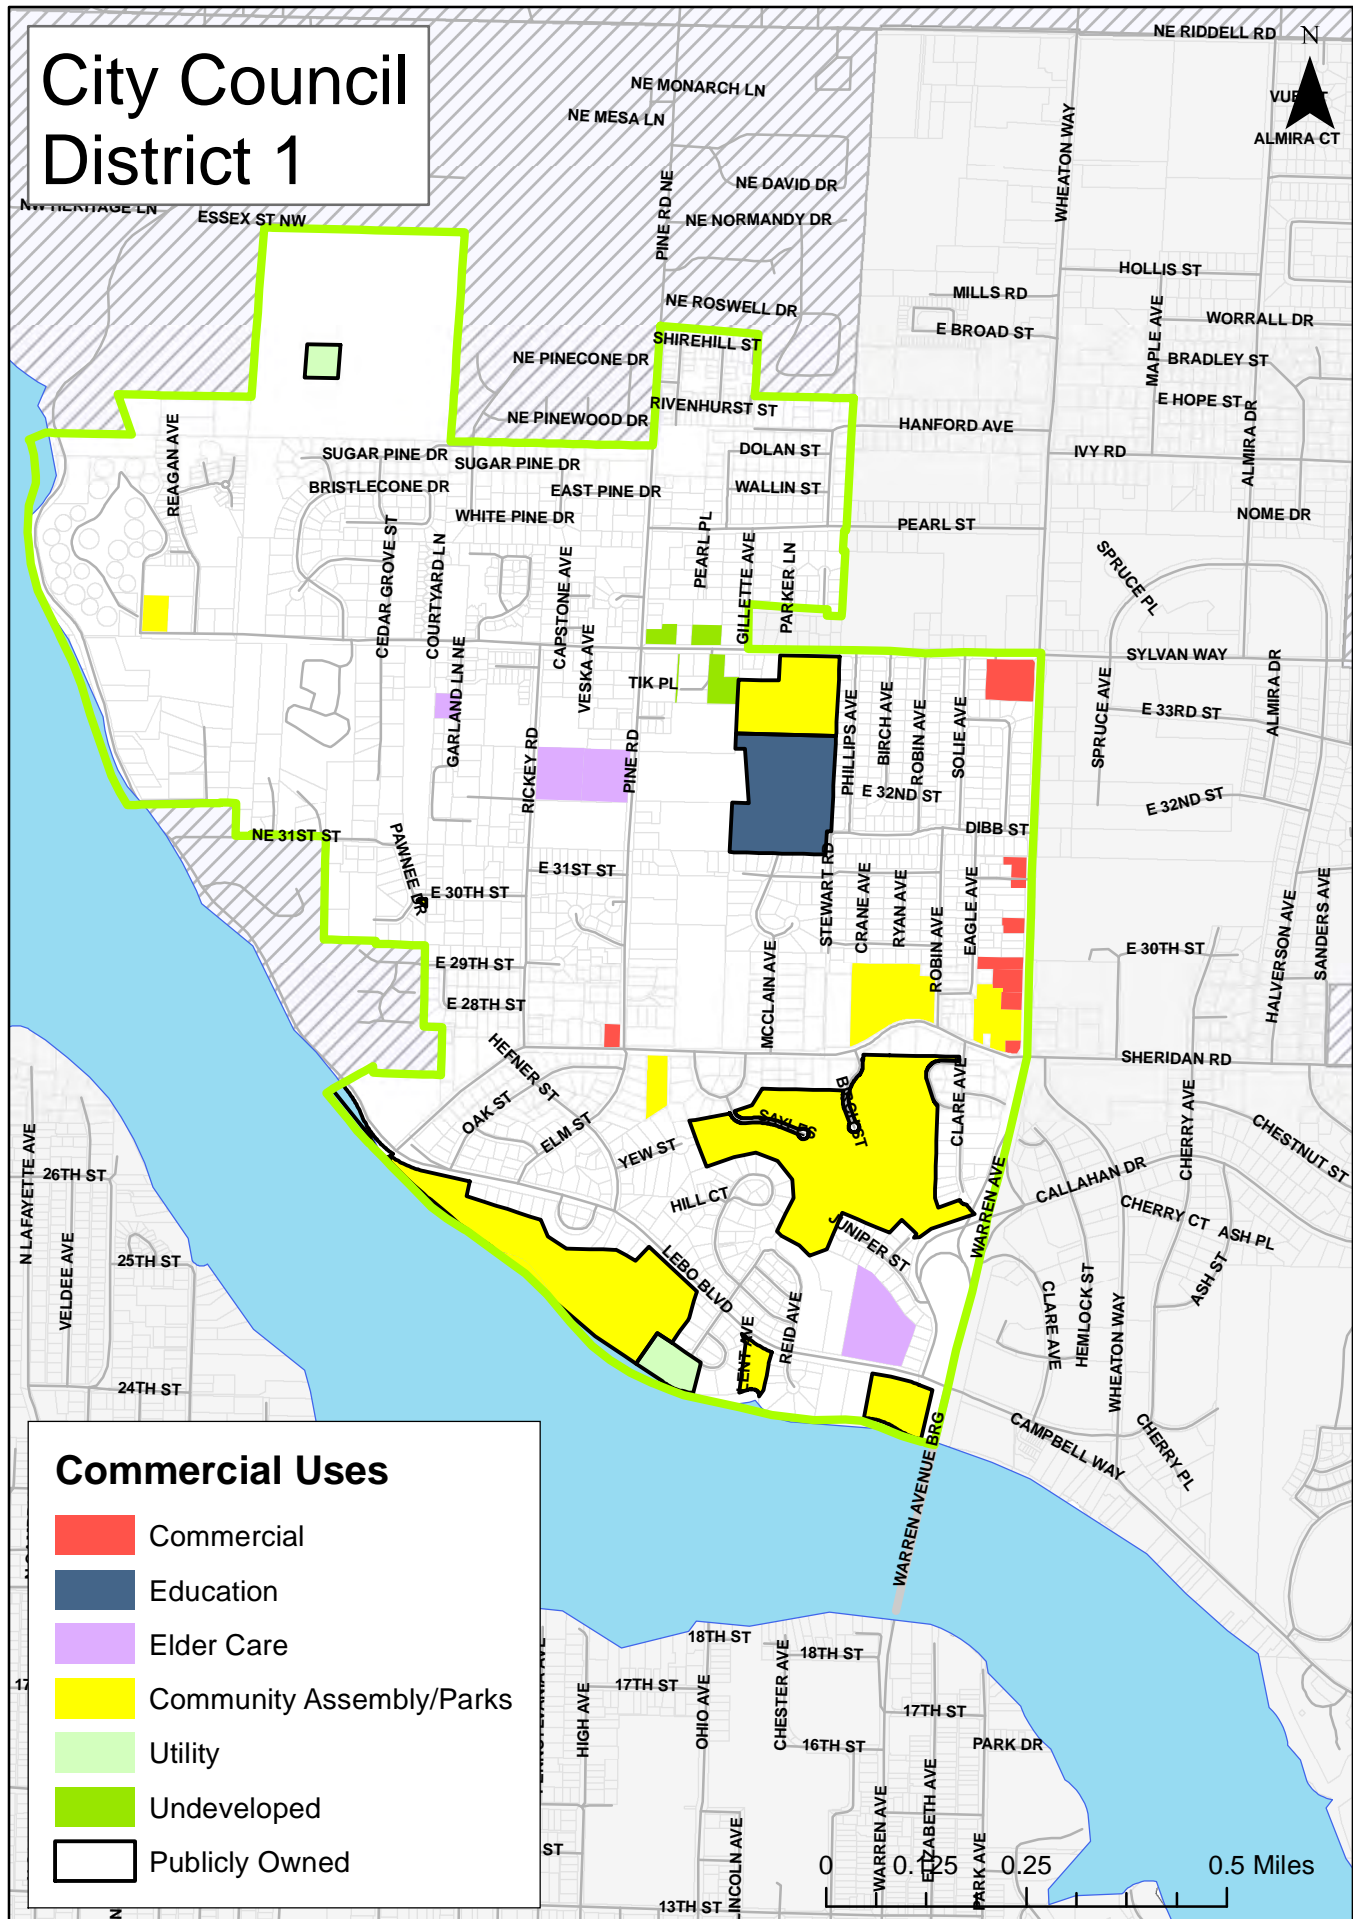 City Council
District 1
NE RIDDELL RD
N
ALMIRA CT
NE MONARCH LN
NE MESA LN
WHEATON WAY
NE DAVID DR
PINE RD NE
NE NORMANDY DR
NW HERITAGE LN
ESSEX ST NW
HOLLIS ST
MILLS RD
NE ROSWELL DR
WORRALL DR
E BROAD ST
MAPLE AVE
SHIREHILL ST
NE PINECONE DR
BRADLEY ST
E HOPE ST
RIVENHURST ST
NE PINEWOOD DR
HANFORD AVE
ALMIRA DR
REAGAN AVE
SUGAR PINE DR
SUGAR PINE DR
DOLAN ST
IVY RD
BRISTLECONE DR
EAST PINE DR
WALLIN ST
WHITE PINE DR
PEARL ST
NOME DR
CEDAR GROVE ST
COURTYARD LN
CAPSTONE AVE
PEARL PL
GILLETTE AVE
PARKER LN
SPRUCE PL
SYLVAN WAY
VESKA AVE
GARLAND LN NE
TIK PL
PHILLIPS AVE
BIRCH AVE
ROBIN AVE
SOLIE AVE
SPRUCE AVE
E 33RD ST
ALMIRA DR
RICKEY RD
PINE RD
E 32ND ST
E 32ND ST
NE 31ST ST
DIBB ST
PAWNEE DR
E 31ST ST
E 30TH ST
STEWART RD
CRANE AVE
RYAN AVE
ROBIN AVE
EAGLE AVE
HALVERSON AVE
SANDERS AVE
E 30TH ST
E 29TH ST
MCCLAIN AVE
E 28TH ST
SHERIDAN RD
HEFNER ST
OAK ST
ELM ST
YEW ST
SAYLES
BIRCH ST
CLARE AVE
CHERRY AVE
CHESTNUT ST
N LAFAYETTE AVE
26TH ST
HILL CT
CALLAHAN DR
WARREN AVE
CHERRY CT
ASH PL
VELDEE AVE
25TH ST
JUNIPER ST
LEBO BLVD
ASH ST
CLARE AVE
HEMLOCK ST
WHEATON WAY
LENT AVE
REID AVE
24TH ST
CAMPBELL WAY
CHERRY PL
WARREN AVENUE BRG
Commercial Uses
Commercial
Education
Elder Care
Community Assembly/Parks
Utility
Undeveloped
Publicly Owned
18TH ST
18TH ST
17TH ST
17TH ST
HIGH AVE
OHIO AVE
CHESTER AVE
16TH ST
PARK DR
WARREN AVE
ELIZABETH AVE
PARK AVE
ST
13TH ST
0 0.125 0.25 0.5 Miles